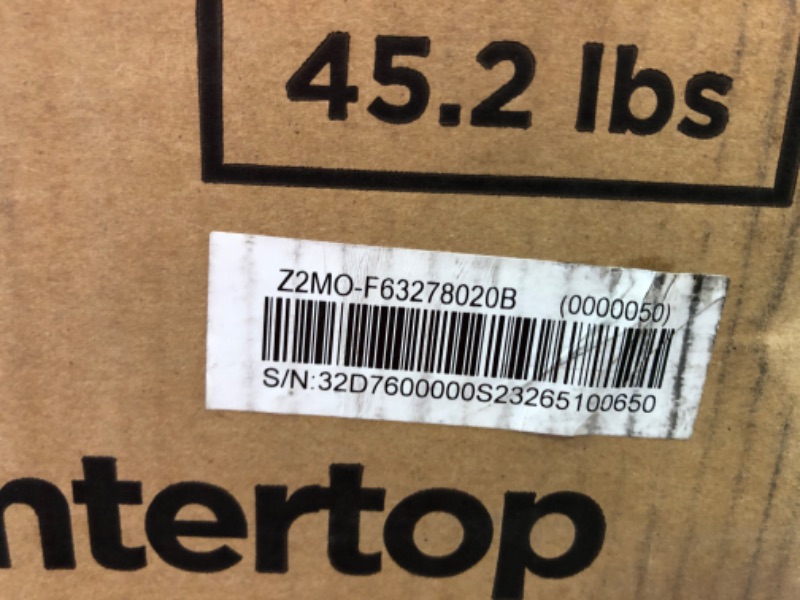 45.2 lbs
Z2MO-F63278020B (0000050)
S/N:32D7600000S23265100650
ntertop